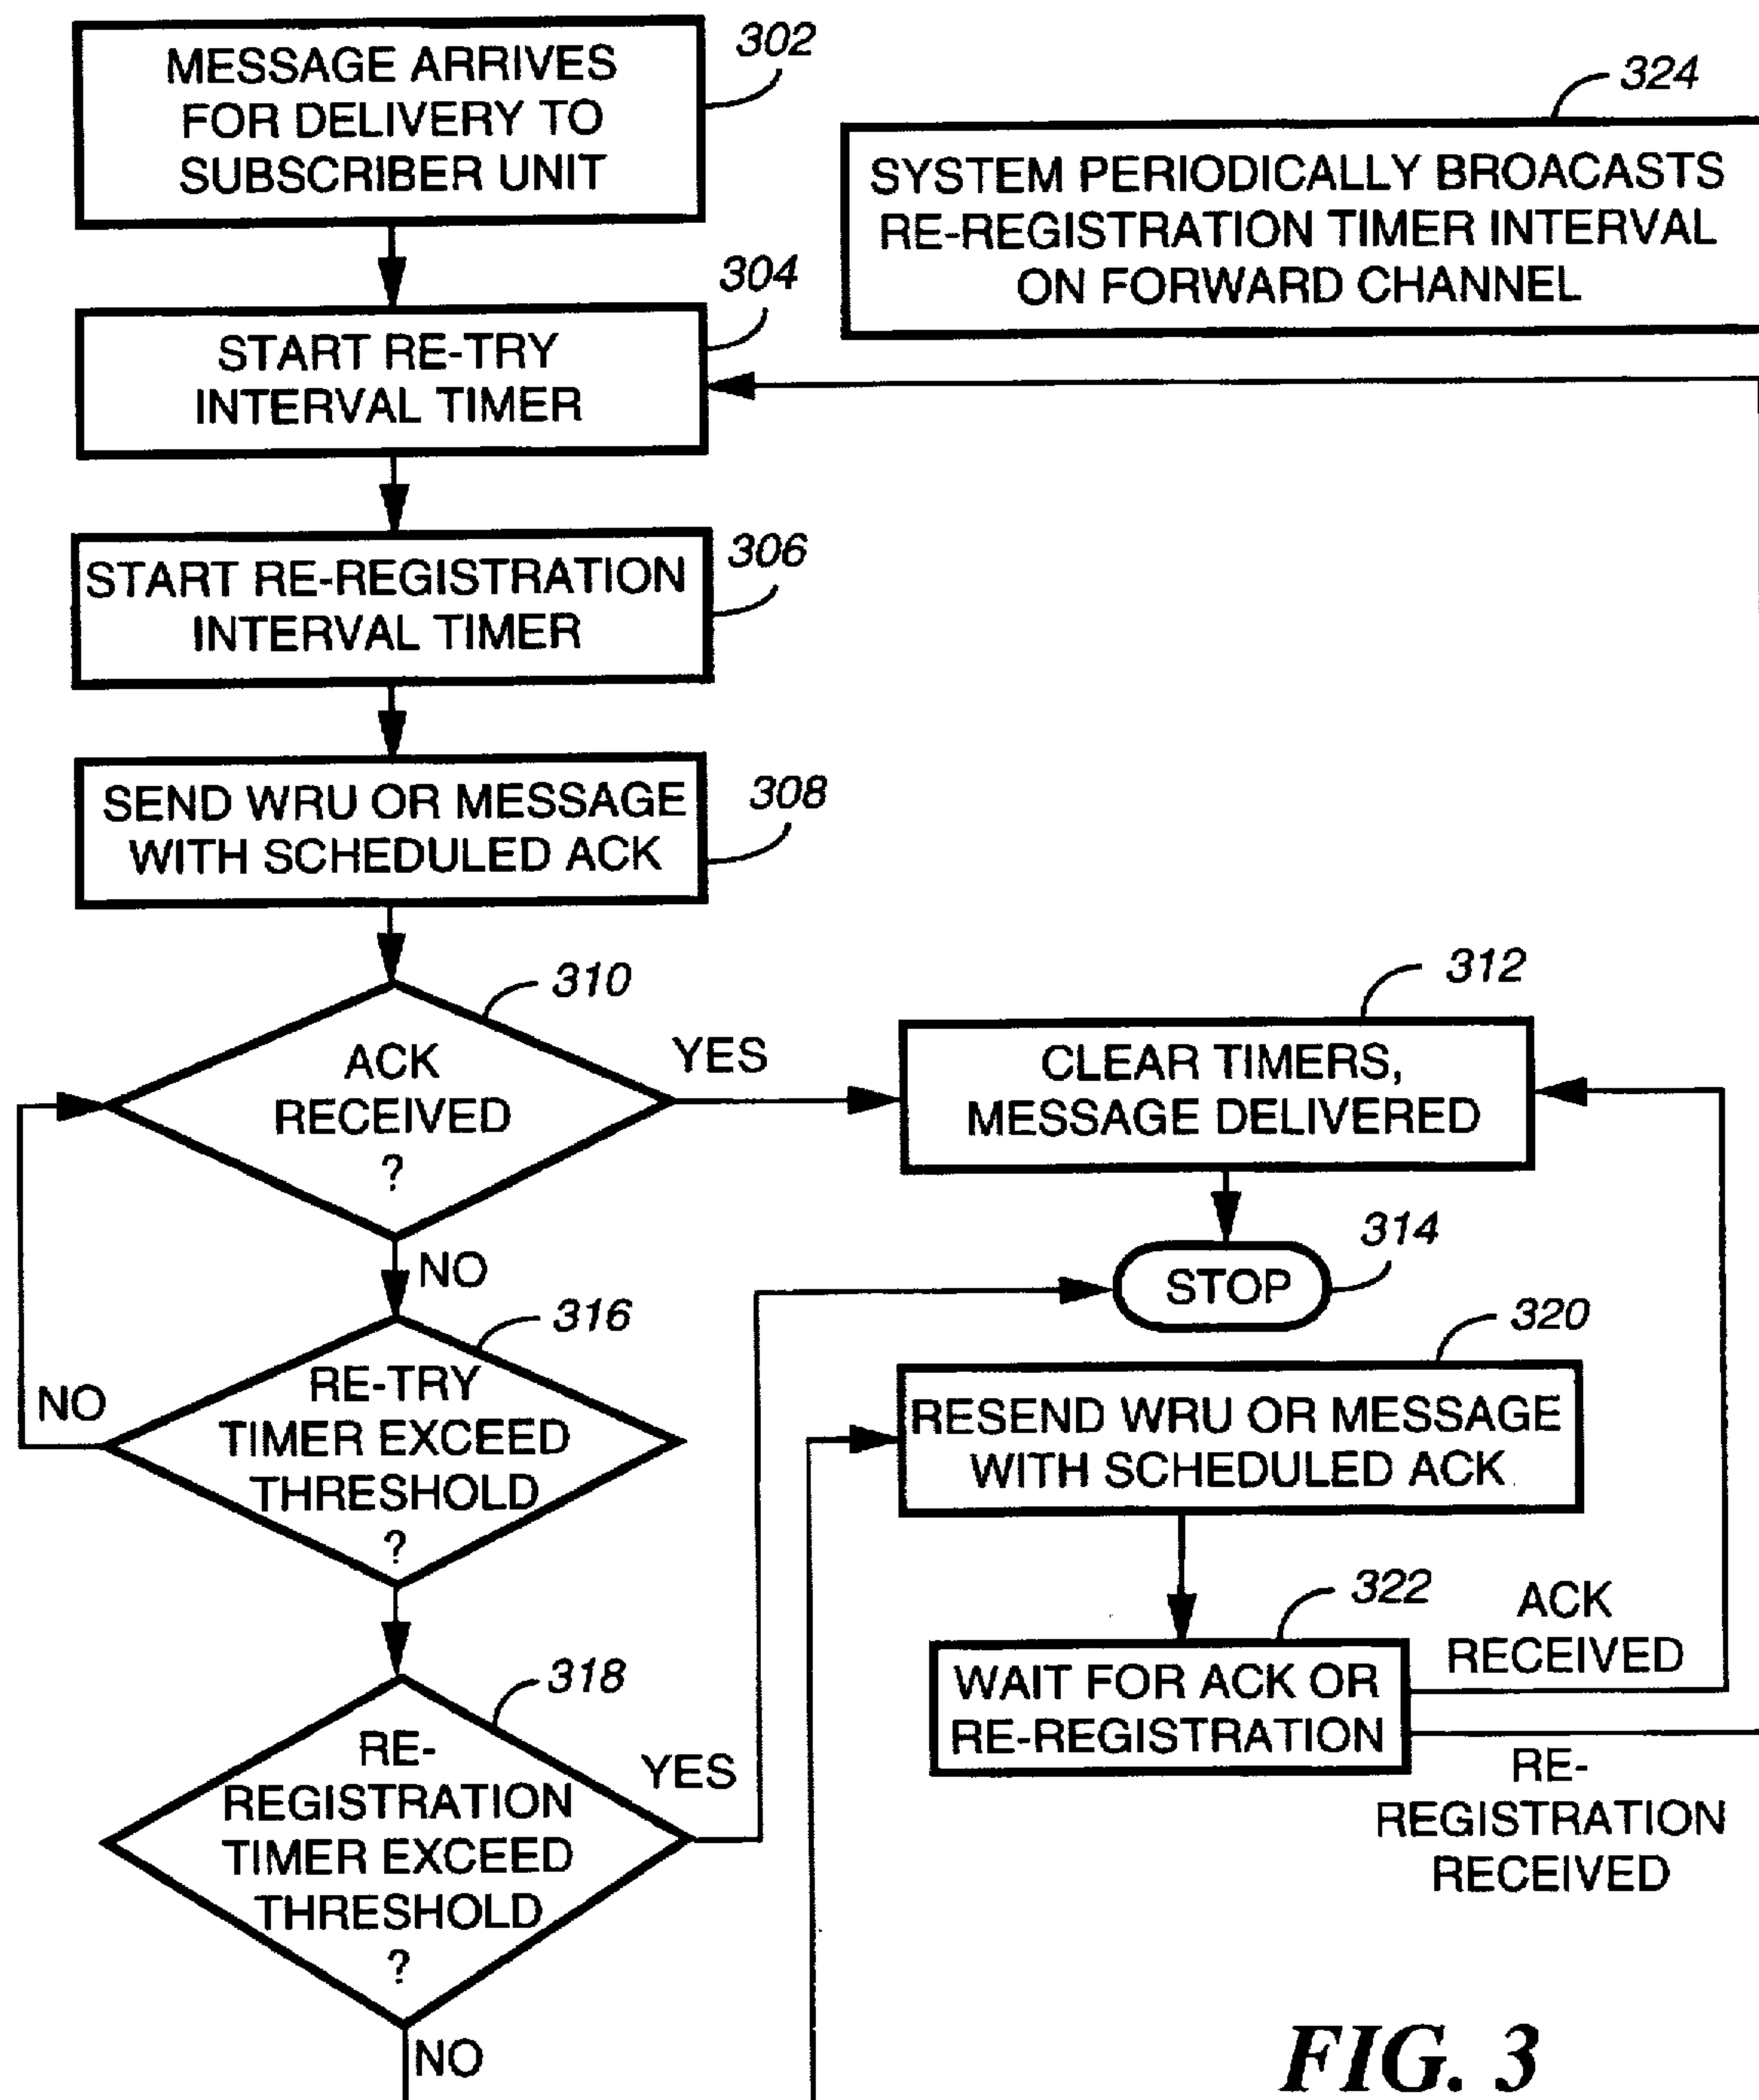 302
MESSAGE ARRIVES
FOR DELIVERY TO
SUBSCRIBER UNIT
324
SYSTEM PERIODICALLY BROACASTS
RE-REGISTRATION TIMER INTERVAL
ON FORWARD CHANNEL
304
START RE-TRY
INTERVAL TIMER
306
START RE-REGISTRATION
INTERVAL TIMER
308
SEND WRU OR MESSAGE
WITH SCHEDULED ACK
310
ACK
RECEIVED
?
YES
NO
312
CLEAR TIMERS,
MESSAGE DELIVERED
314
STOP
316
RE-TRY
TIMER EXCEED
THRESHOLD
?
NO
320
RESEND WRU OR MESSAGE
WITH SCHEDULED ACK
322
WAIT FOR ACK OR
RE-REGISTRATION
ACK
RECEIVED
RE-
REGISTRATION
RECEIVED
318
RE-
REGISTRATION
TIMER EXCEED
THRESHOLD
?
YES
NO
FIG. 3